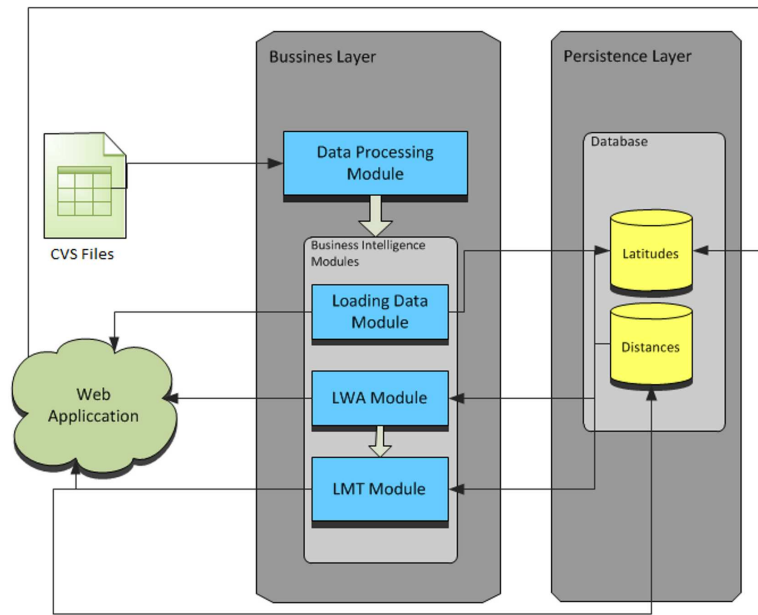 Bussines Layer
Persistence Layer
Data Processing
Module
Database
CVS Files
Business Intelligence
Modules
Latitudes
Loading Data
Module
Distances
Web
Appliccation
LWA Module
LMT Module